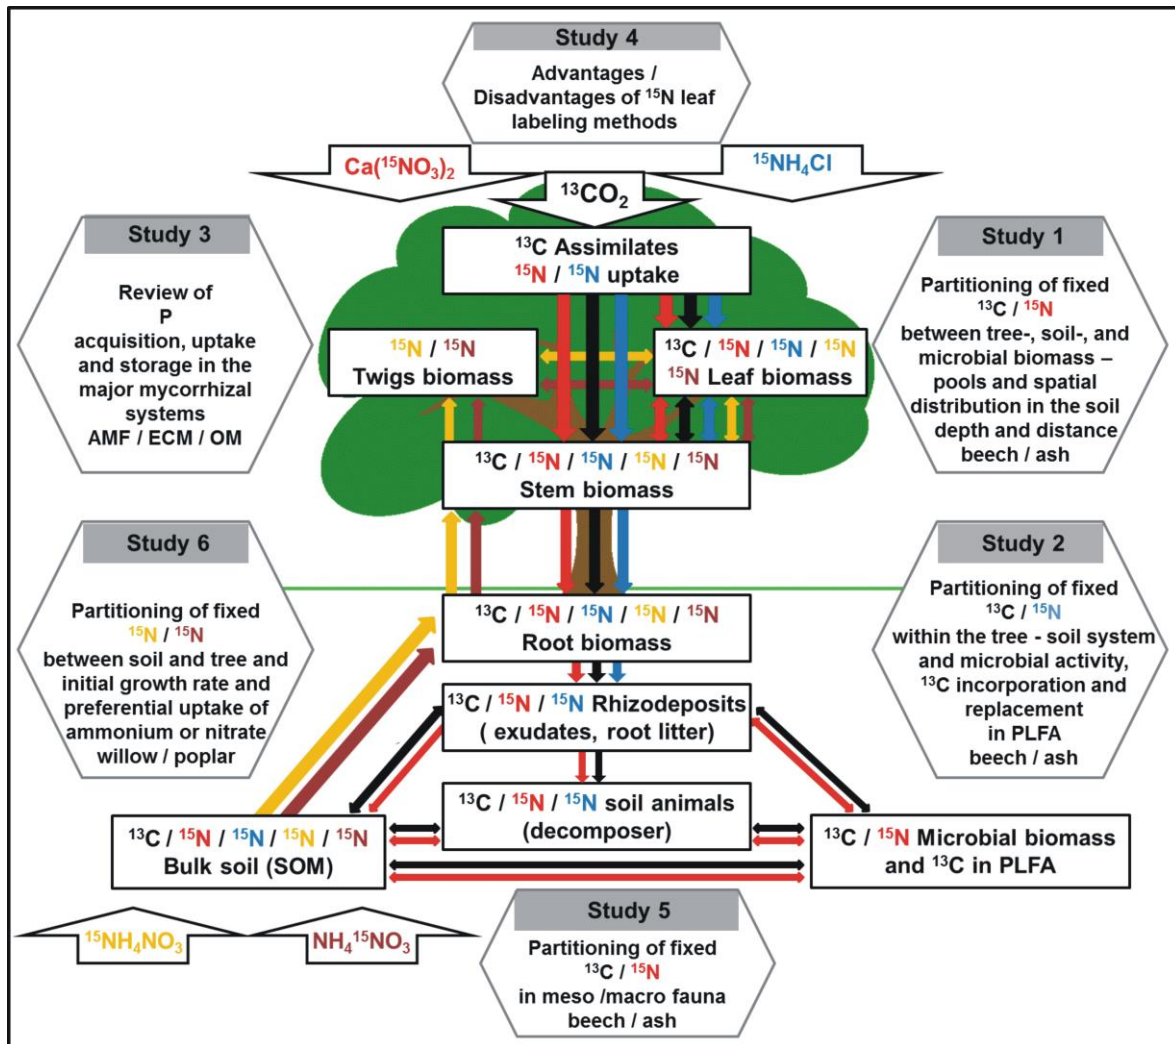 Study 4
Advantages /
Disadvantages of ¹⁵N leaf
labeling methods
Ca(¹⁵NO₃)₂
¹⁵NH₄Cl
¹³CO₂
Study 3
Review of
P
acquisition, uptake
and storage in the
major mycorrhizal
systems
AMF / ECM / OM
¹³C Assimilates
¹⁵N / ¹⁵N uptake
Study 1
Partitioning of fixed
¹³C / ¹⁵N
between tree-, soil-, and
microbial biomass –
pools and spatial
distribution in the soil
depth and distance
beech / ash
¹⁵N / ¹⁵N
Twigs biomass
¹³C / ¹⁵N / ¹⁵N / ¹⁵N
¹⁵N Leaf biomass
¹³C / ¹⁵N / ¹⁵N / ¹⁵N / ¹⁵N
Stem biomass
Study 6
Partitioning of fixed
¹⁵N / ¹⁵N
between soil and tree and
initial growth rate and
preferential uptake of
ammonium or nitrate
willow / poplar
Study 2
Partitioning of fixed
¹³C / ¹⁵N
within the tree - soil system
and microbial activity,
¹³C incorporation and
replacement
in PLFA
beech / ash
¹³C / ¹⁵N / ¹⁵N / ¹⁵N / ¹⁵N
Root biomass
¹³C / ¹⁵N / ¹⁵N Rhizodeposits
( exudates, root litter)
¹³C / ¹⁵N / ¹⁵N soil animals
(decomposer)
¹³C / ¹⁵N / ¹⁵N / ¹⁵N / ¹⁵N
Bulk soil (SOM)
¹³C / ¹⁵N Microbial biomass
and ¹³C in PLFA
¹⁵NH₄NO₃
NH₄¹⁵NO₃
Study 5
Partitioning of fixed
¹³C / ¹⁵N
in meso /macro fauna
beech / ash